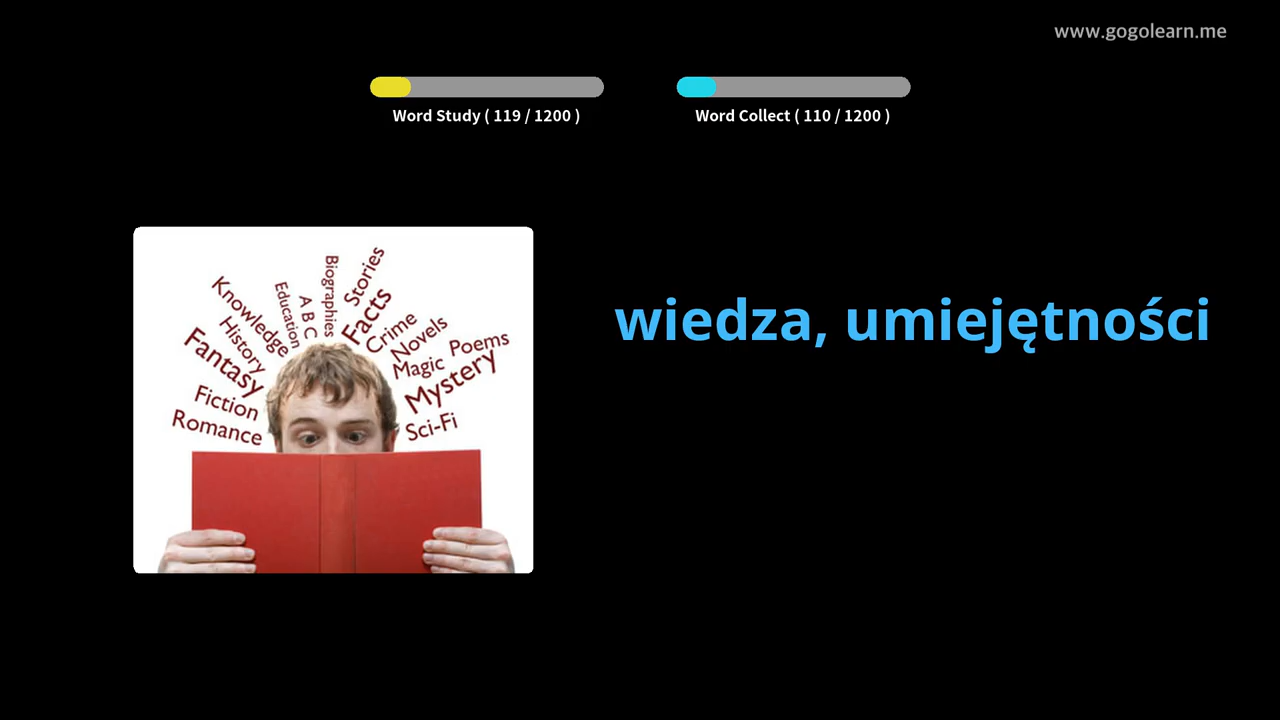 www.gogolearn.me
Word Study ( 119 / 1200 )
Word Collect ( 110 / 1200 )
wiedza, umiejętności
Knowledge
Education
A B C
Biographies
Stories
Facts
History
Crime
Novels
Fantasy
Magic
Poems
Mystery
Fiction
Romance
Sci-Fi